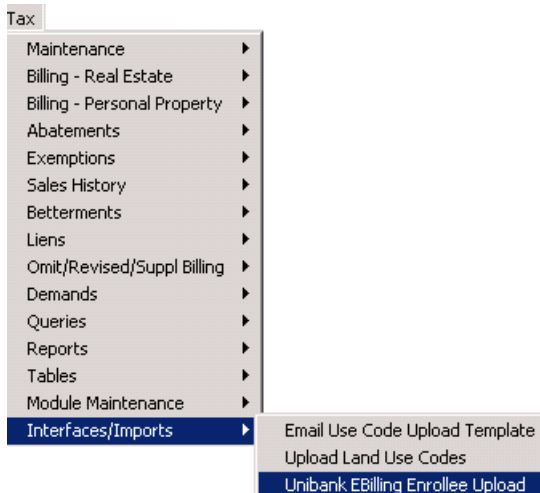 Tax
Maintenance
Billing - Real Estate
Billing - Personal Property
Abatements
Exemptions
Sales History
Betterments
Liens
Omit/Revised/Suppl Billing
Demands
Queries
Reports
Tables
Module Maintenance
Interfaces/Imports
Email Use Code Upload Template
Upload Land Use Codes
Unibank EBilling Enrollee Upload